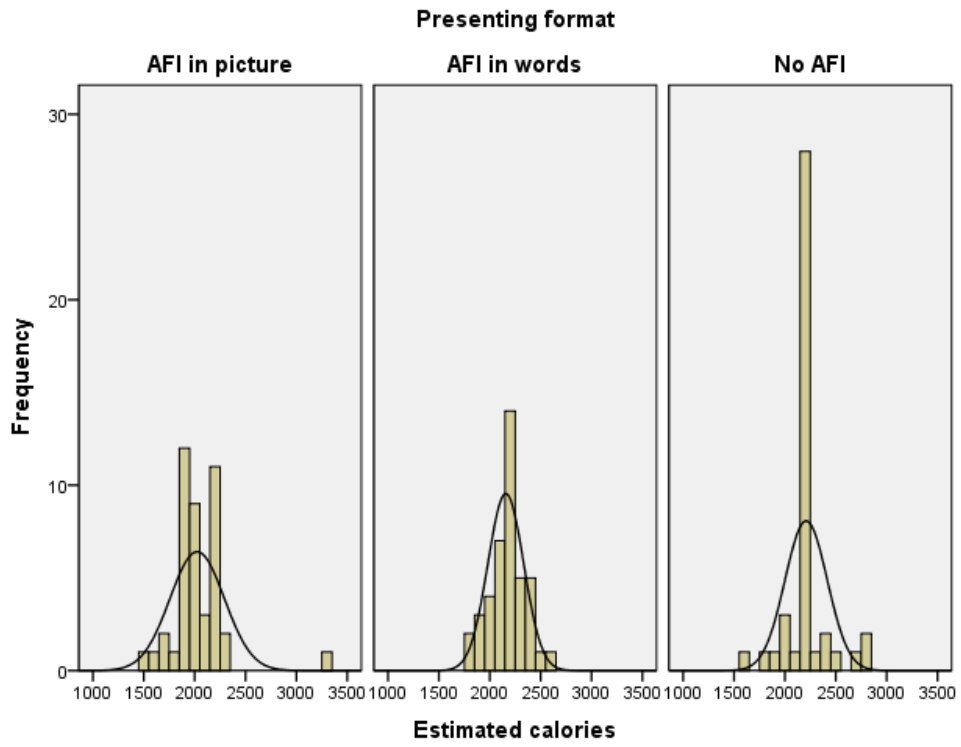 Presenting format
AFI in picture AFI in words No AFI
30
20
10
0
Frequency
1000 1500 2000 2500 3000 3500 1000 1500 2000 2500 3000 3500 1000 1500 2000 2500 3000 3500
Estimated calories